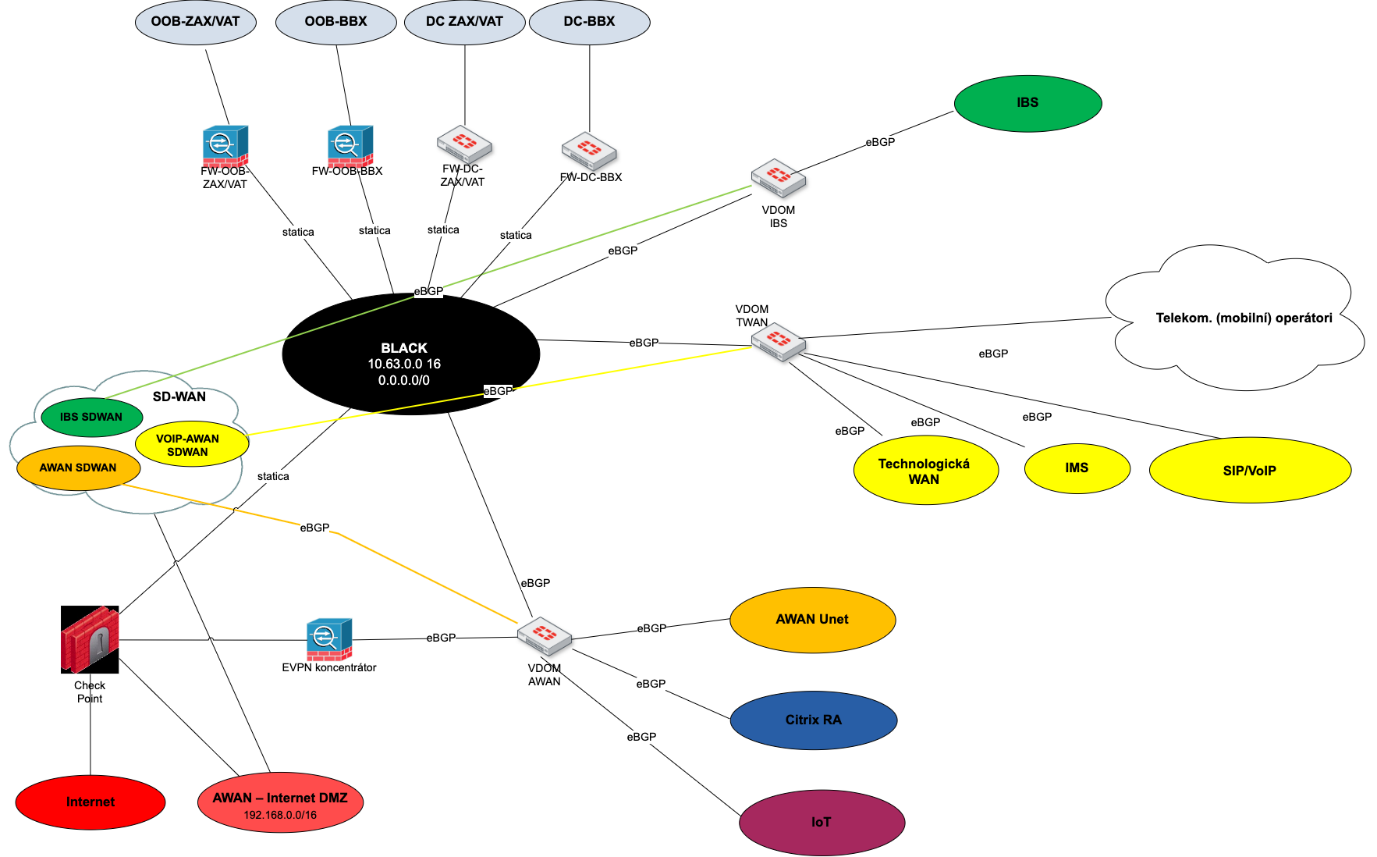 OOB-ZAX/VAT
OOB-BBX
DC ZAX/VAT
DC-BBX
IBS
eBGP
FW-OOB-
ZAX/VAT
FW-OOB-BBX
FW-DC-
ZAX/VAT
FW-DC-BBX
VDOM
IBS
statica
statica
statica
statica
eBGP
eBGP
VDOM
TWAN
Telekom. (mobilní) operátori
BLACK
10.63.0.0 16
0.0.0.0/0
eBGP
eBGP
eBGP
SD-WAN
IBS SDWAN
VOIP-AWAN
SDWAN
AWAN SDWAN
eBGP
eBGP
eBGP
Technologická
WAN
IMS
SIP/VoIP
statica
eBGP
eBGP
AWAN Unet
eBGP
eBGP
EVPN koncentrátor
VDOM
AWAN
Check
Point
eBGP
Citrix RA
eBGP
Internet
AWAN – Internet DMZ
192.168.0.0/16
IoT